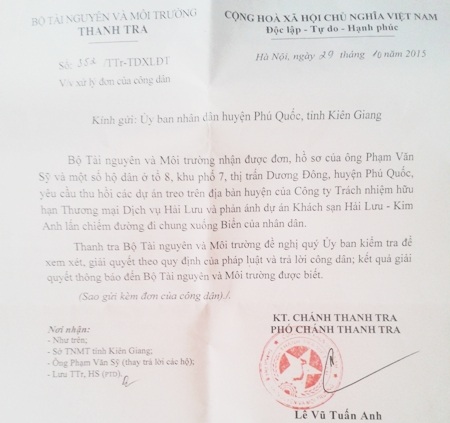 BỘ TÀI NGUYÊN VÀ MÔI TRƯỜNG
THANH TRA
Số: 352 /TTr-TDXLĐT
V/v xử lý đơn của công dân
CỘNG HOÀ XÃ HỘI CHỦ NGHĨA VIỆT NAM
Độc lập - Tự do - Hạnh phúc
Hà Nội, ngày 29 tháng 10 năm 2015
Kính gửi: Ủy ban nhân dân huyện Phú Quốc, tỉnh Kiên Giang
Bộ Tài nguyên và Môi trường nhận được đơn, hồ sơ của ông Phạm Văn
Sỹ và một số hộ dân ở tổ 8, khu phố 7, thị trấn Dương Đông, huyện Phú Quốc,
yêu cầu thu hồi các dự án treo trên địa bàn huyện của Công ty Trách nhiệm hữu
hạn Thương mại Dịch vụ Hải Lưu và phản ánh dự án Khách sạn Hải Lưu - Kim
Anh lấn chiếm đường đi chung xuống Biển của nhân dân.
Thanh tra Bộ Tài nguyên và Môi trường đề nghị quý Ủy ban kiểm tra để
xem xét, giải quyết theo quy định của pháp luật và trả lời công dân; kết quả giải
quyết thông báo đến Bộ Tài nguyên và Môi trường được biết.
(Sao gửi kèm đơn của công dân)./.
Nơi nhận:
- Như trên;
- Sở TNMT tỉnh Kiên Giang;
- Ông Phạm Văn Sỹ (thay trả lời các hộ);
- Lưu TTr, HS (PTD).
KT. CHÁNH THANH TRA
PHÓ CHÁNH THANH TRA
Lê Vũ Tuấn Anh